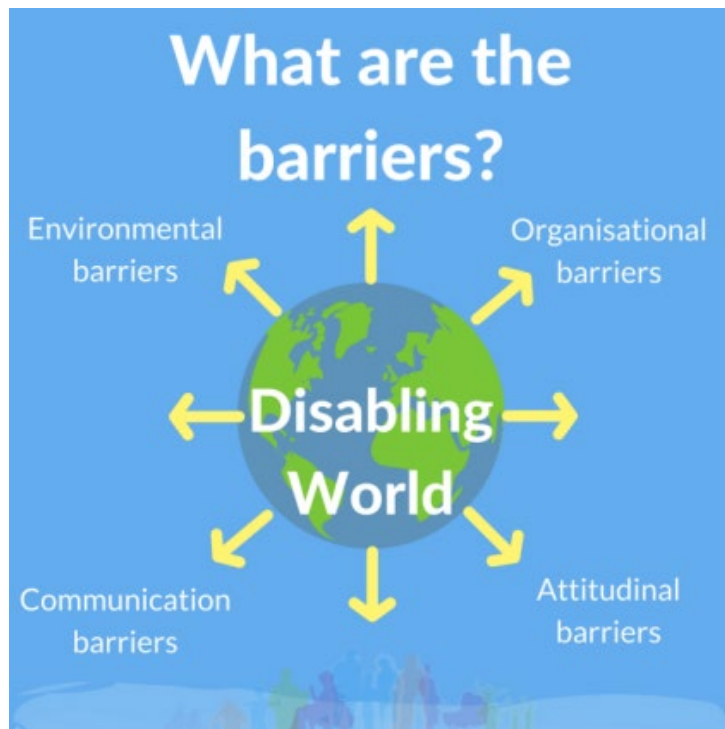 What are the
barriers?
Environmental
barriers
Organisational
barriers
Disabling
World
Communication
barriers
Attitudinal
barriers